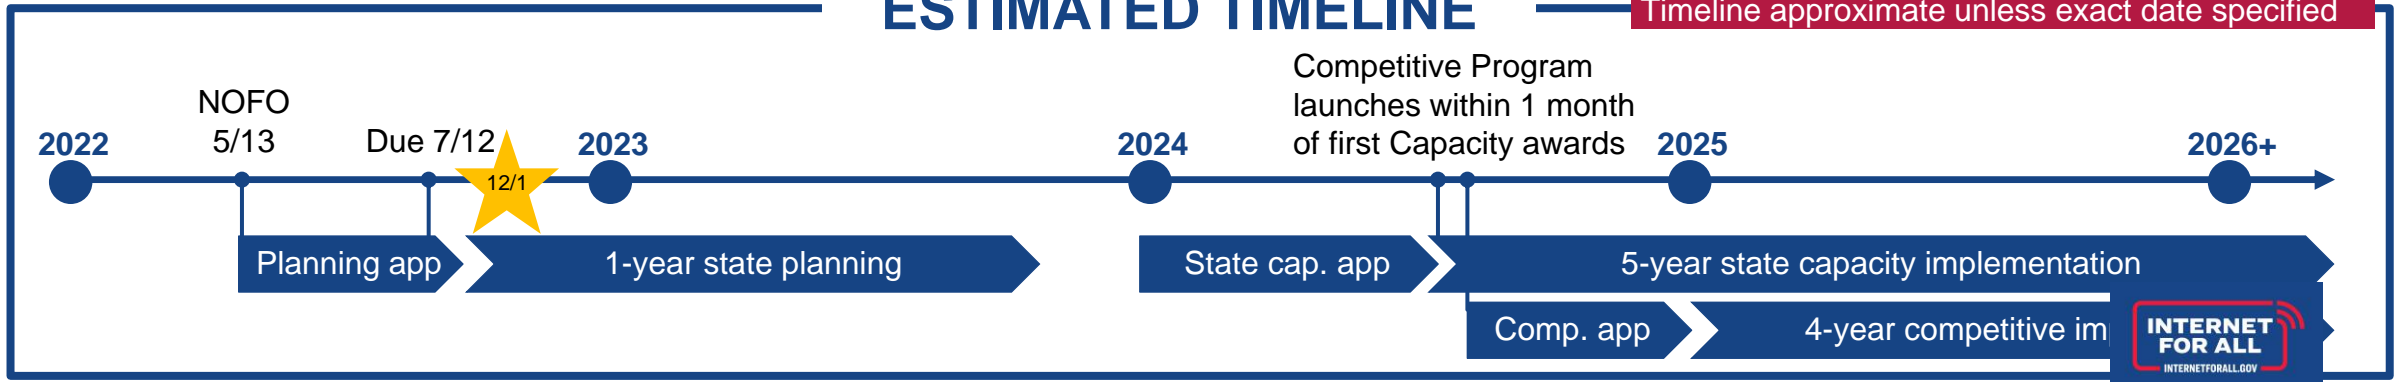 ESTIMATED TIMELINE
Timeline approximate unless exact date specified
Competitive Program
launches within 1 month
of first Capacity awards
NOFO
5/13
Due 7/12
2022
2023
2024
2025
2026+
12/1
Planning app
1-year state planning
State cap. app
5-year state capacity implementation
Comp. app
4-year competitive im
INTERNET
FOR ALL
INTERNETFORALL.GOV